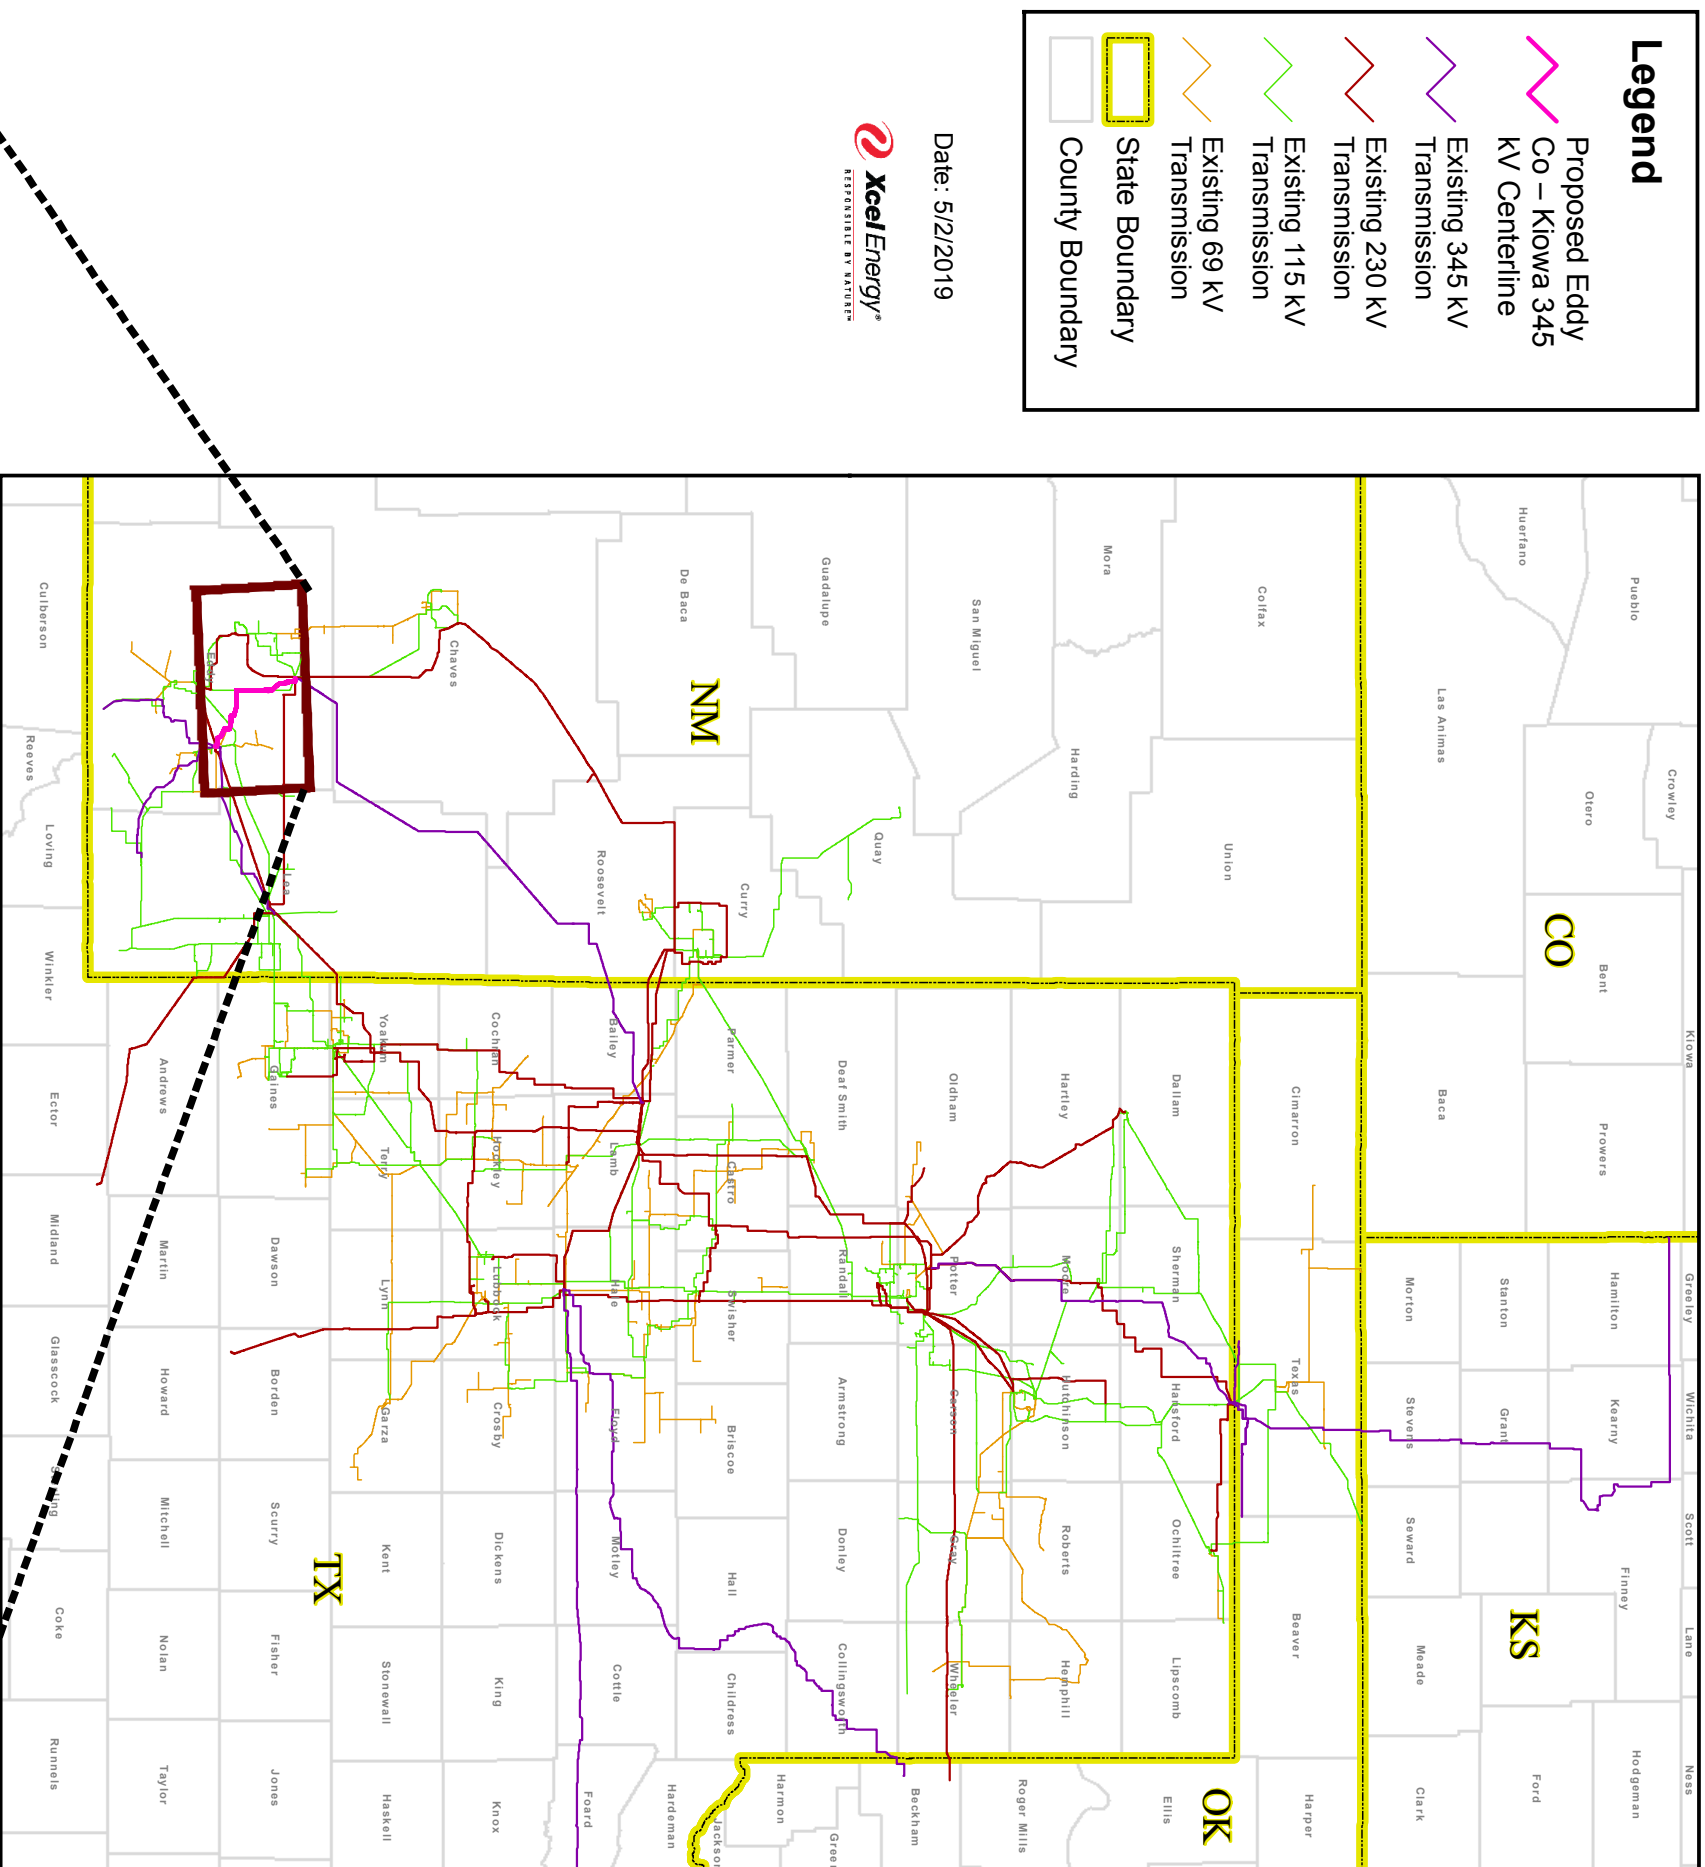 Legend
Proposed Eddy
Co – Kiowa 345
kV Centerline
Existing 345 kV
Transmission
Existing 230 kV
Transmission
Existing 115 kV
Transmission
Existing 69 kV
Transmission
State Boundary
County Boundary
Date: 5/2/2019
Xcel Energy®
RESPONSIBLE BY NATURE™
Pueblo
Huerfano
Crowley
Otero
Las Animas
CO
Bent
Kiowa
Baca
Prowers
Greeley
Hamilton
Stanton
Morton
Wichita
Kearny
Grant
Stevens
Scott
Finney
Seward
KS
Lane
Meade
Ness
Hodgeman
Ford
Clark
Colfax
Mora
San Miguel
Guadalupe
De Baca
Harding
Union
NM
Chaves
Quay
Curry
Roosevelt
Eddy
Lea
Culberson
Reeves
Loving
Winkler
Ector
Midland
Glasscock
Sterling
Coke
Runnels
Cimarron
Texas
Beaver
Harper
OK
Ellis
Roger Mills
Beckham
Harmon
Jackson
Dallam
Sherman
Hansford
Ochiltree
Lipscomb
Hartley
Moore
Hutchinson
Roberts
Hemphill
Oldham
Potter
Carson
Gray
Wheeler
Deaf Smith
Randall
Armstrong
Donley
Collingsworth
Parmer
Castro
Swisher
Briscoe
Hall
Childress
Hardeman
Bailey
Lamb
Hale
Floyd
Motley
Cottle
Foard
Cochran
Hockley
Lubbock
Crosby
Dickens
King
Knox
Yoakum
Terry
Lynn
Garza
Kent
Stonewall
Haskell
TX
Gaines
Dawson
Borden
Scurry
Fisher
Jones
Andrews
Martin
Howard
Mitchell
Nolan
Taylor